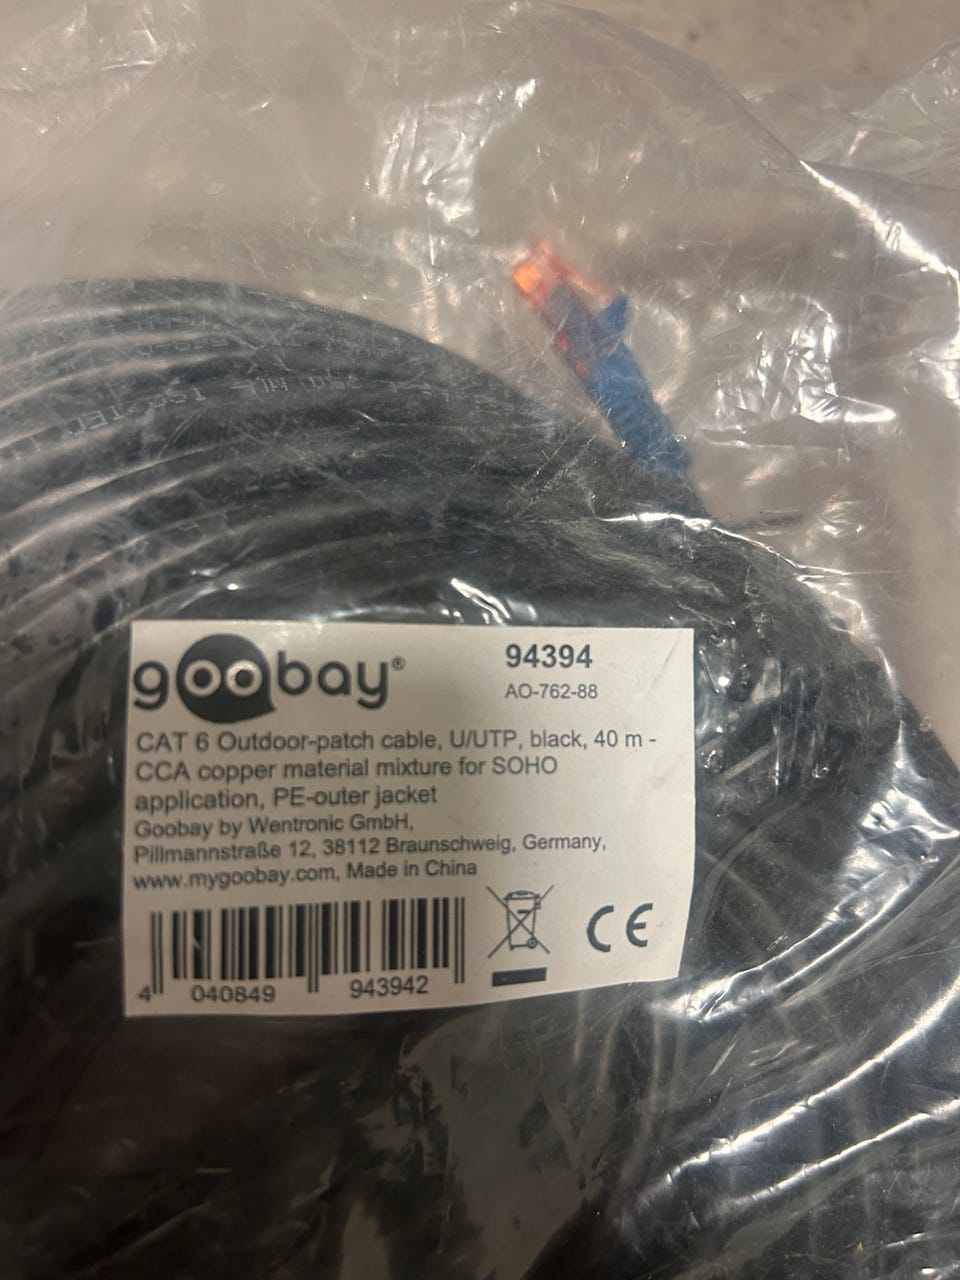 goobay®
94394
AO-762-88
CAT 6 Outdoor-patch cable, U/UTP, black, 40 m -
CCA copper material mixture for SOHO
application, PE-outer jacket
Goobay by Wentronic GmbH,
Pillmannstraße 12, 38112 Braunschweig, Germany,
www.mygoobay.com, Made in China
CE
4 040849 943942